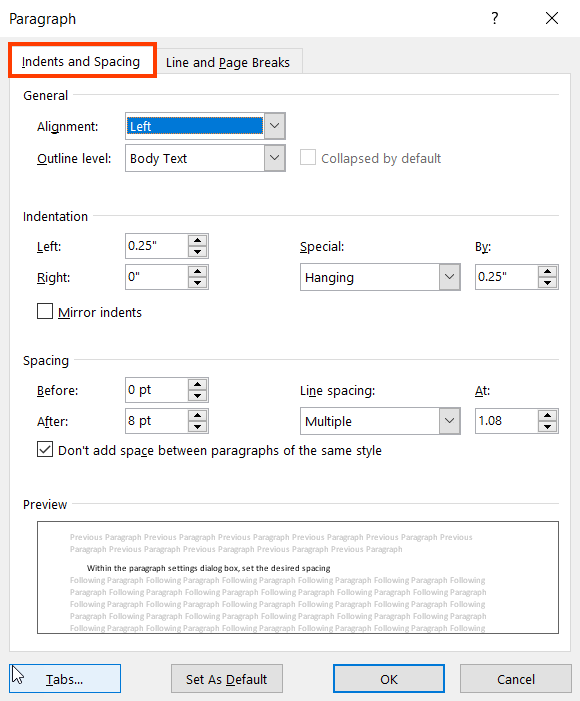 Paragraph ? ×
Indents and Spacing Line and Page Breaks
General
Alignment: Left
Outline level: Body Text Collapsed by default
Indentation
Left: 0.25" Special: By:
Right: 0" Hanging 0.25"
Mirror indents
Spacing
Before: 0 pt Line spacing: At:
After: 8 pt Multiple 1.08
Don't add space between paragraphs of the same style
Preview
Previous Paragraph Previous Paragraph Previous Paragraph Previous Paragraph Previous Paragraph Previous
Paragraph Previous Paragraph Previous Paragraph Previous Paragraph Previous Paragraph
Within the paragraph settings dialog box, set the desired spacing
Following Paragraph Following Paragraph Following Paragraph Following Paragraph Following Paragraph Following
Paragraph Following Paragraph Following Paragraph Following Paragraph Following Paragraph Following
Paragraph Following Paragraph Following Paragraph Following Paragraph Following Paragraph Following
Paragraph Following Paragraph Following Paragraph Following Paragraph Following Paragraph Following
Paragraph Following Paragraph Following Paragraph Following Paragraph Following Paragraph Following
Tabs... Set As Default OK Cancel